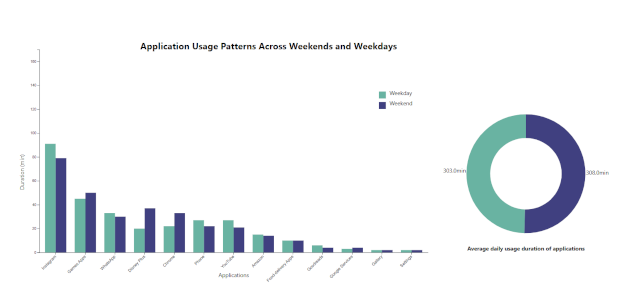 Application Usage Patterns Across Weekends and Weekdays
Weekday
Weekend
160
140
120
100
80
60
40
20
0
Duration (min)
Instagram
Games Apps
WhatsApp
Disney Plus
Chrome
Phone
YouTube
Amazon
Food delivery Apps
Goodreads
Google Services
Gallery
Settings
Applications
303.0min
308.0min
Average daily usage duration of applications